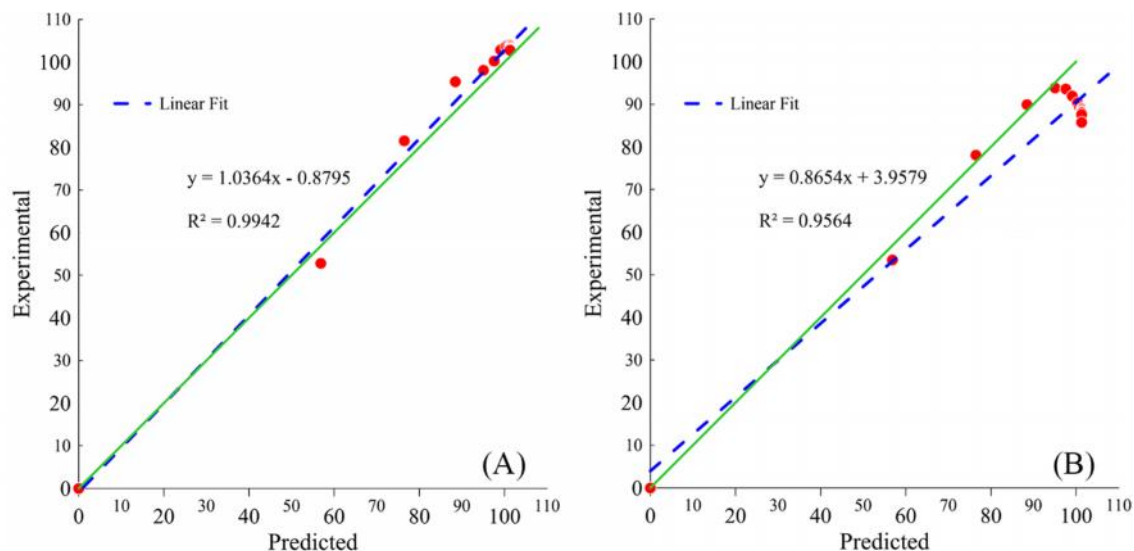 110
100
90
80
70
60
50
40
30
20
10
0
Experimental
Linear Fit
y = 1.0364x - 0.8795
R² = 0.9942
(A)
0 10 20 30 40 50 60 70 80 90 100 110
Predicted
110
100
90
80
70
60
50
40
30
20
10
0
Experimental
Linear Fit
y = 0.8654x + 3.9579
R² = 0.9564
(B)
0 10 20 30 40 50 60 70 80 90 100 110
Predicted